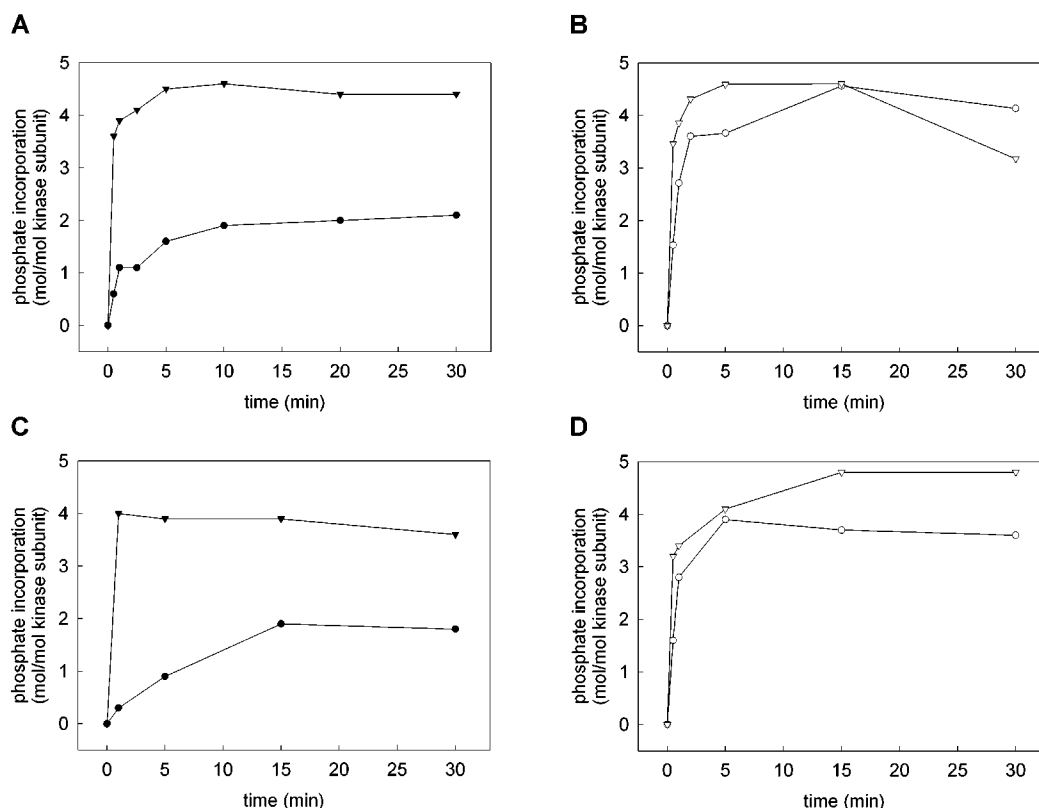 A
phosphate incorporation
(mol/mol kinase subunit)
5
4
3
2
1
0
0 5 10 15 20 25 30
time (min)
B
phosphate incorporation
(mol/mol kinase subunit)
5
4
3
2
1
0
0 5 10 15 20 25 30
time (min)
C
phosphate incorporation
(mol/mol kinase subunit)
5
4
3
2
1
0
0 5 10 15 20 25 30
time (min)
D
phosphate incorporation
(mol/mol kinase subunit)
5
4
3
2
1
0
0 5 10 15 20 25 30
time (min)